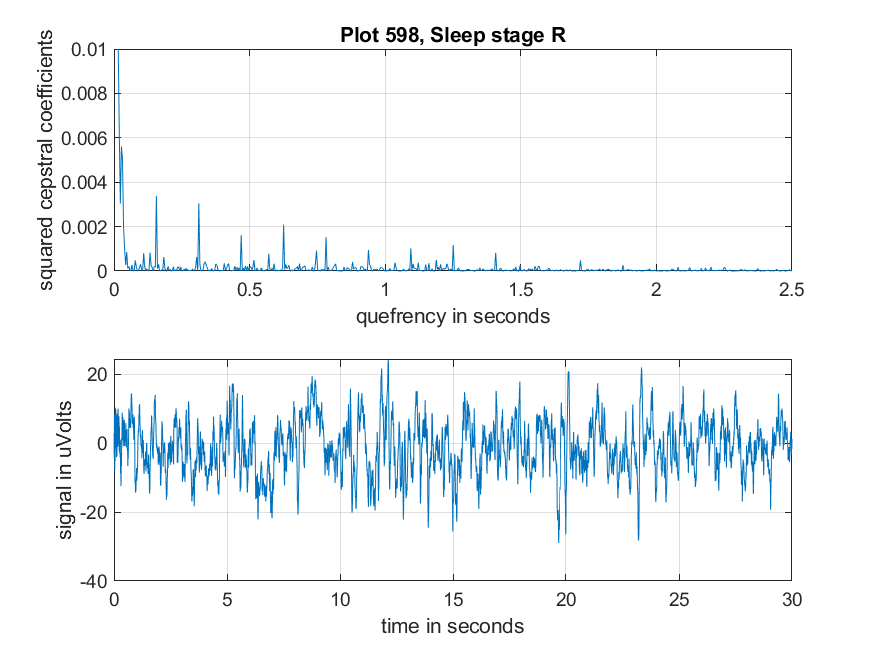 Plot 598, Sleep stage R
squared cepstral coefficients
0.01
0.008
0.006
0.004
0.002
0
0 0.5 1 1.5 2 2.5
quefrency in seconds
signal in uVolts
20
0
-20
-40
0 5 10 15 20 25 30
time in seconds